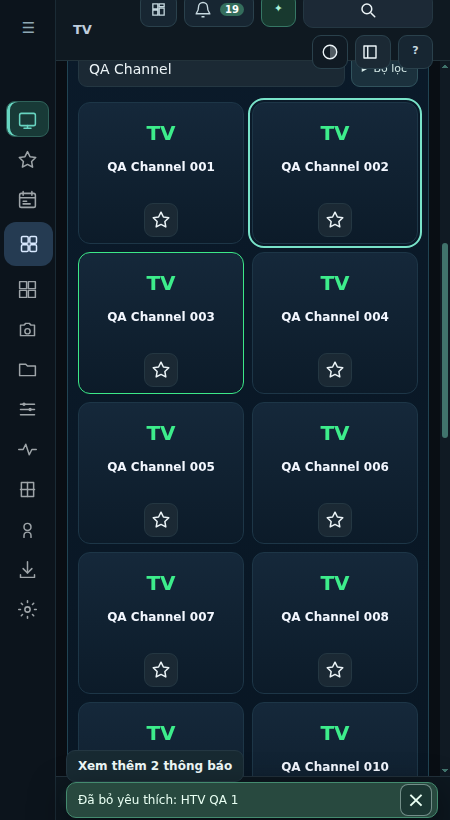 ☰
TV
19
?
QA Channel
▸ Bộ lọc
TV
QA Channel 001
TV
QA Channel 002
TV
QA Channel 003
TV
QA Channel 004
TV
QA Channel 005
TV
QA Channel 006
TV
QA Channel 007
TV
QA Channel 008
TV
TV
QA Channel 010
Xem thêm 2 thông báo
Đã bỏ yêu thích: HTV QA 1